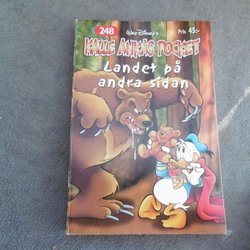 248
WALT DISNEY'S
Pris 45:-
KALLE ANKAS POCKET
Landet på
andra sidan